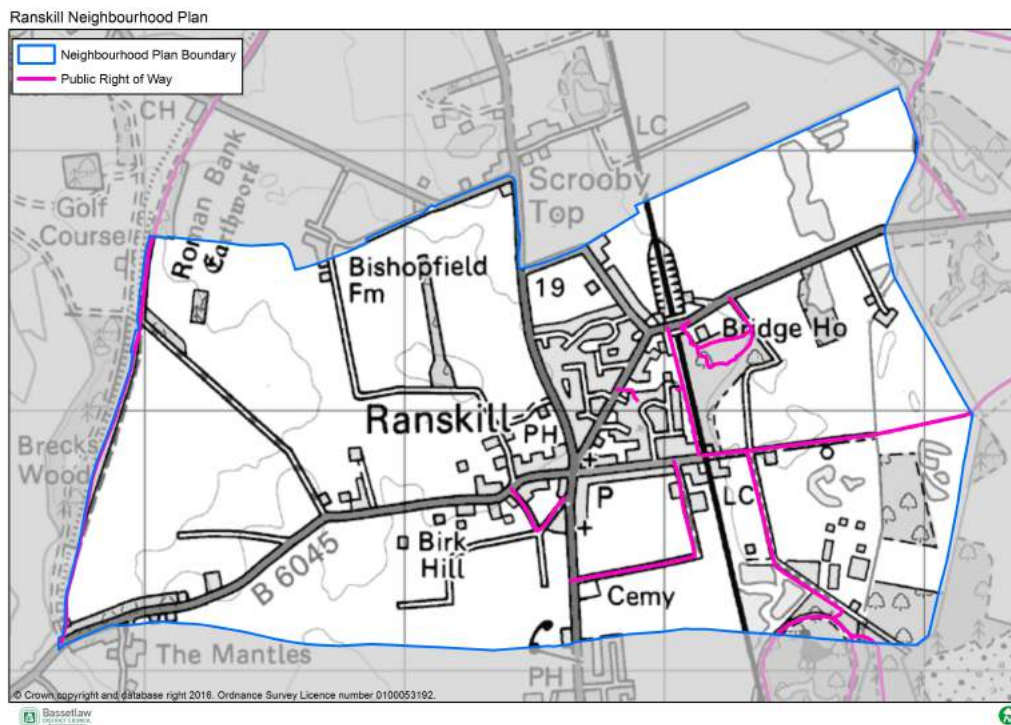 Ranskill Neighbourhood Plan
Neighbourhood Plan Boundary
Public Right of Way
CH
LC
Scrooby
Top
Golf
Course
Roman Bank
Earthwork
Bishopfield
Fm
19
Bridge Ho
Ranskill
PH
Brecks
Wood
P
LC
Birk
Hill
B 6045
Cemy
The Mantles
PH
© Crown copyright and database right 2016. Ordnance Survey Licence number 0100053192.
Bassetlaw
DISTRICT COUNCIL